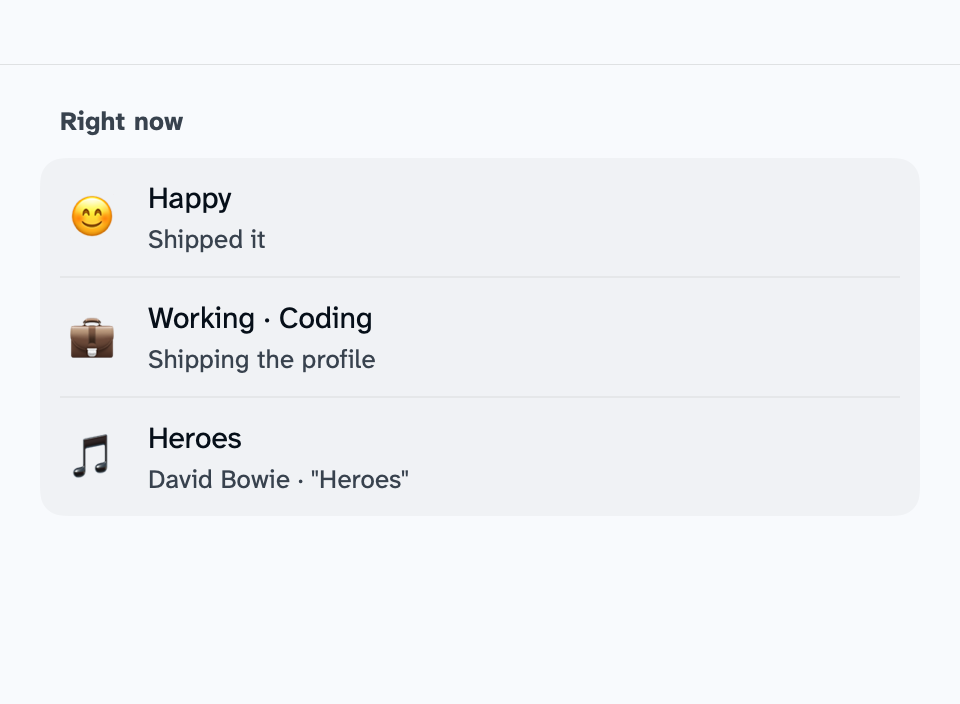 Right now
Happy
Shipped it
Working · Coding
Shipping the profile
Heroes
David Bowie · "Heroes"